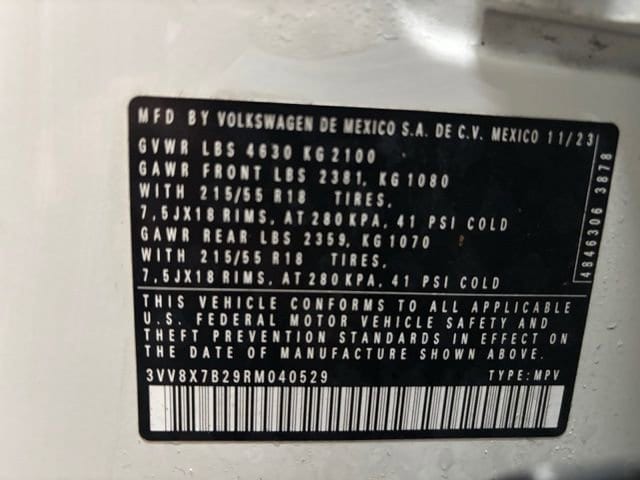 MFD BY VOLKSWAGEN DE MEXICO S.A. DE C.V. MEXICO 11/23
GVWR LBS 4630 KG 2100
GAWR FRONT LBS 2381, KG 1080
WITH 215/55 R18 TIRES,
7,5JX18 RIMS, AT 280 KPA, 41 PSI COLD
GAWR REAR LBS 2359, KG 1070
WITH 215/55 R18 TIRES,
7,5JX18 RIMS, AT 280 KPA, 41 PSI COLD
4846306 3878
THIS VEHICLE CONFORMS TO ALL APPLICABLE
U.S. FEDERAL MOTOR VEHICLE SAFETY AND
THEFT PREVENTION STANDARDS IN EFFECT ON
THE DATE OF MANUFACTURE SHOWN ABOVE.
3VV8X7B29RM040529 TYPE: MPV